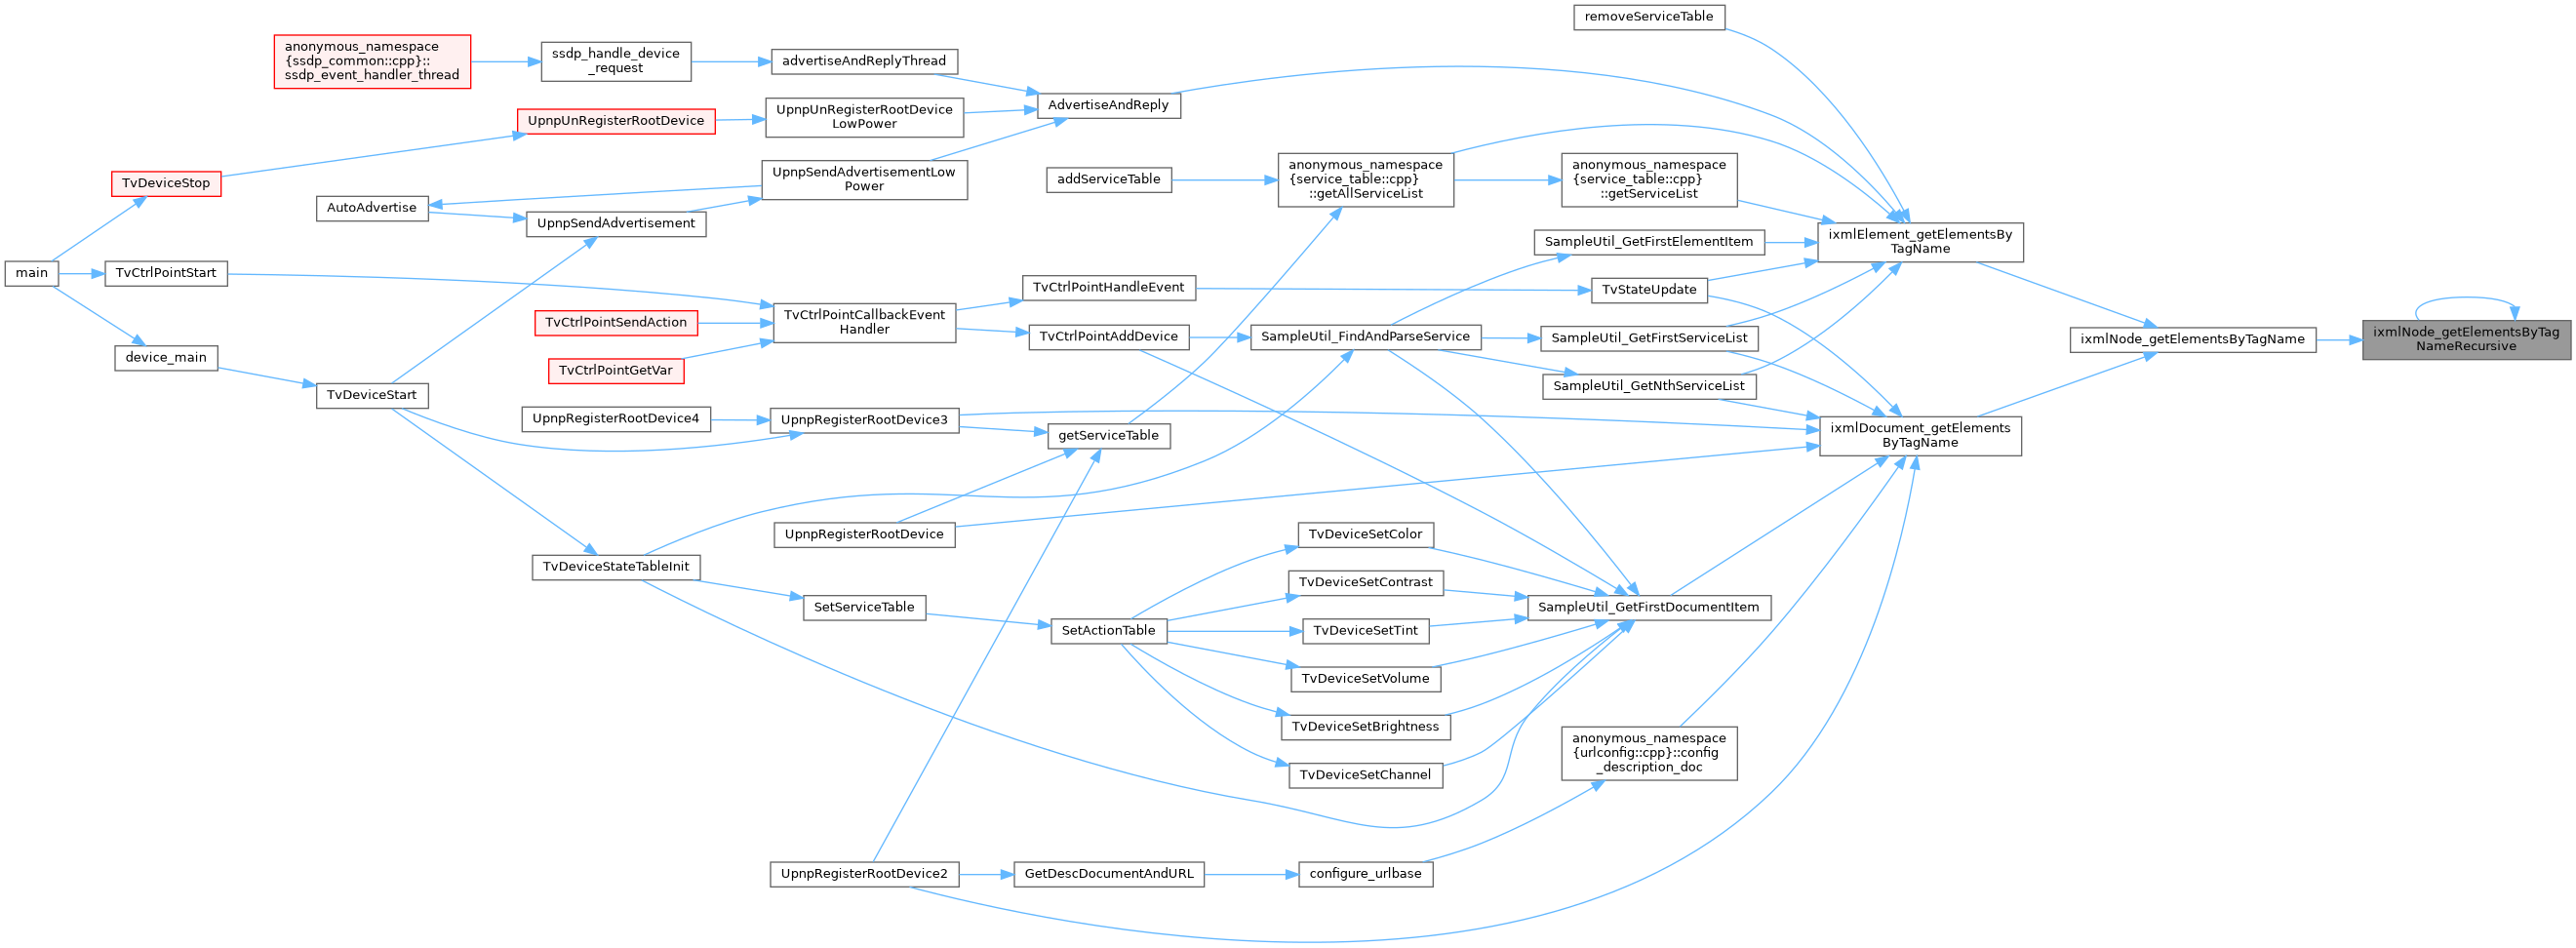 removeServiceTable
anonymous_namespace
{ssdp_common::cpp}::
ssdp_event_handler_thread
ssdp_handle_device
_request
advertiseAndReplyThread
AdvertiseAndReply
UpnpUnRegisterRootDevice
UpnpUnRegisterRootDevice
LowPower
TvDeviceStop
AutoAdvertise
UpnpSendAdvertisementLow
Power
UpnpSendAdvertisement
addServiceTable
anonymous_namespace
{service_table::cpp}
::getAllServiceList
anonymous_namespace
{service_table::cpp}
::getServiceList
ixmlElement_getElementsBy
TagName
SampleUtil_GetFirstElementItem
main
TvCtrlPointStart
TvCtrlPointHandleEvent
TvStateUpdate
TvCtrlPointSendAction
TvCtrlPointCallbackEvent
Handler
TvCtrlPointAddDevice
SampleUtil_FindAndParseService
SampleUtil_GetFirstServiceList
ixmlNode_getElementsByTagName
ixmlNode_getElementsByTag
NameRecursive
device_main
TvCtrlPointGetVar
SampleUtil_GetNthServiceList
TvDeviceStart
UpnpRegisterRootDevice4
UpnpRegisterRootDevice3
getServiceTable
ixmlDocument_getElements
ByTagName
UpnpRegisterRootDevice
TvDeviceSetColor
TvDeviceStateTableInit
TvDeviceSetContrast
SetServiceTable
SampleUtil_GetFirstDocumentItem
SetActionTable
TvDeviceSetTint
TvDeviceSetVolume
TvDeviceSetBrightness
anonymous_namespace
{urlconfig::cpp}::config
_description_doc
TvDeviceSetChannel
UpnpRegisterRootDevice2
GetDescDocumentAndURL
configure_urlbase